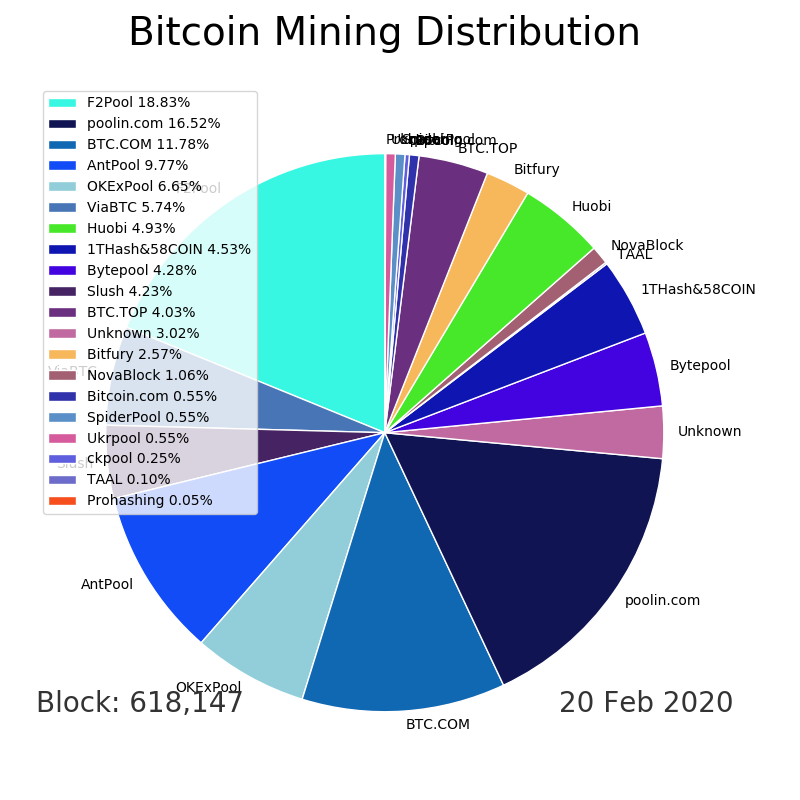 Bitcoin Mining Distribution
F2Pool 18.83%
poolin.com 16.52%
BTC.COM 11.78%
AntPool 9.77%
OKExPool 6.65%
ViaBTC 5.74%
Huobi 4.93%
1THash&58COIN 4.53%
Bytepool 4.28%
Slush 4.23%
BTC.TOP 4.03%
Unknown 3.02%
Bitfury 2.57%
NovaBlock 1.06%
Bitcoin.com 0.55%
SpiderPool 0.55%
Ukrpool 0.55%
ckpool 0.25%
TAAL 0.10%
Prohashing 0.05%
BTC.TOP
Bitfury
Huobi
NovaBlock
TAAL
1THash&58COIN
Bytepool
Unknown
poolin.com
BTC.COM
OKExPool
AntPool
Slush
ViaBTC
Block: 618,147
20 Feb 2020